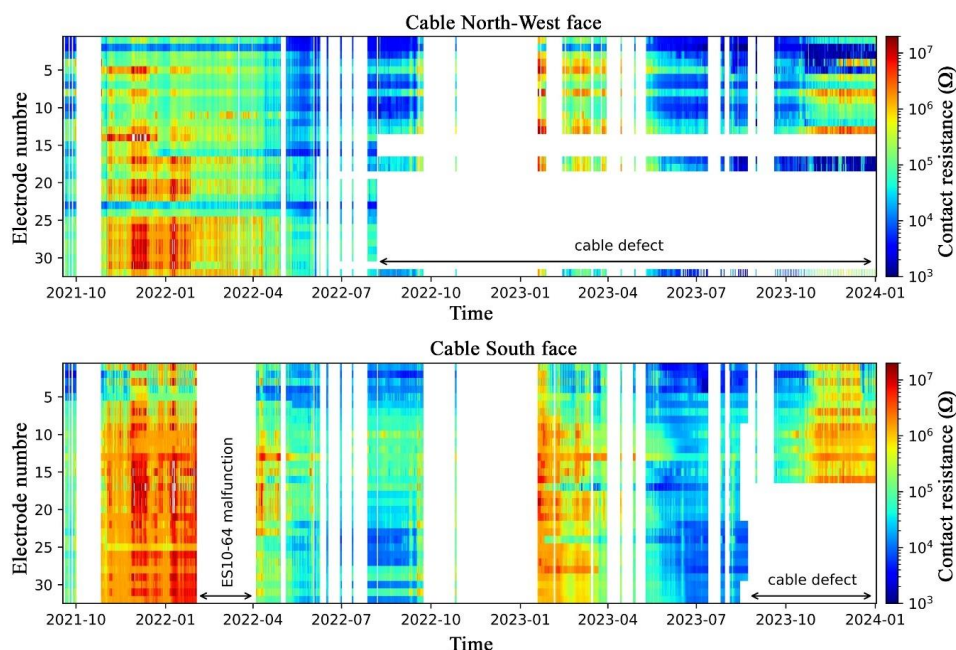 Cable North-West face
Electrode numbre
5
10
15
20
25
30
cable defect
2021-10 2022-01 2022-04 2022-07 2022-10 2023-01 2023-04 2023-07 2023-10 2024-01
Time
10⁷
10⁶
10⁵
10⁴
10³
Contact resistance (Ω)
Cable South face
Electrode numbre
5
10
15
20
25
30
ES10-64 malfunction
cable defect
2021-10 2022-01 2022-04 2022-07 2022-10 2023-01 2023-04 2023-07 2023-10 2024-01
Time
10⁷
10⁶
10⁵
10⁴
10³
Contact resistance (Ω)